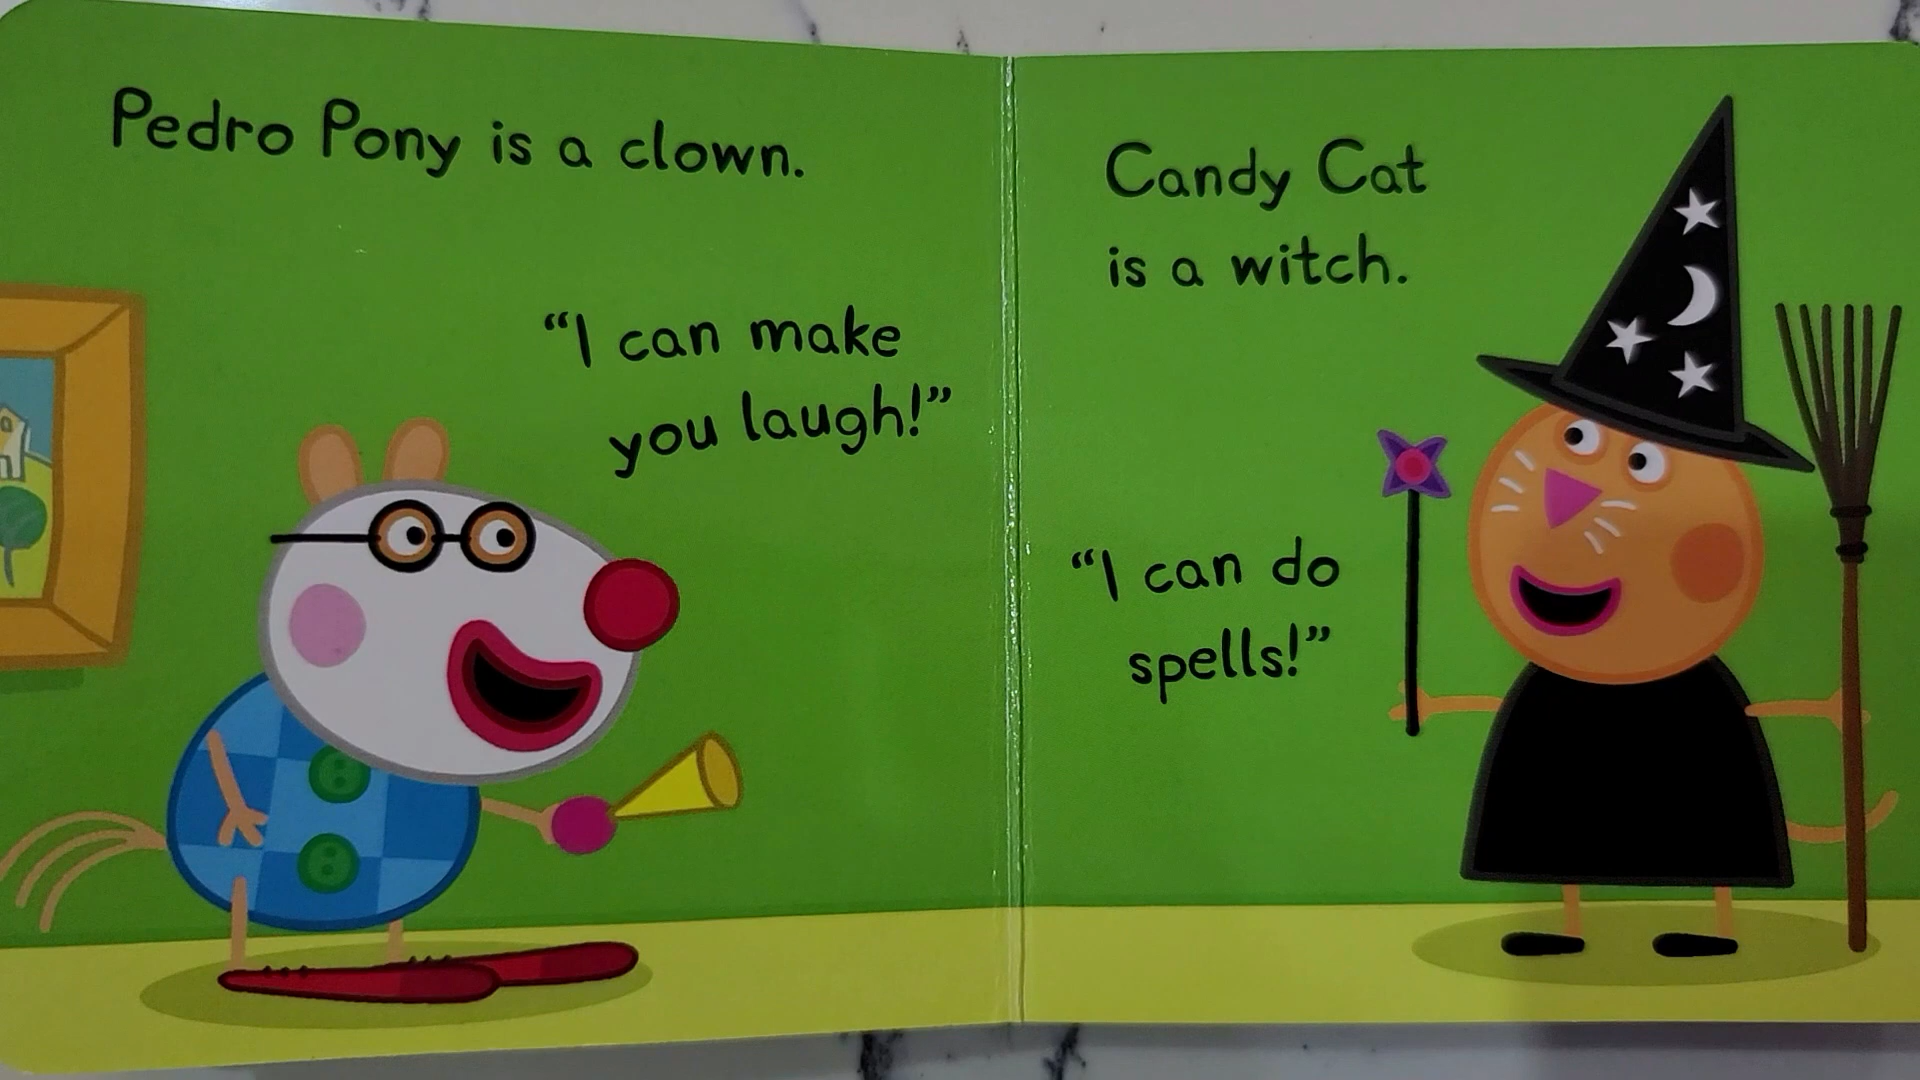 Pedro Pony is a clown.
“I can make
you laugh!”
Candy Cat
is a witch.
“I can do
spells!”